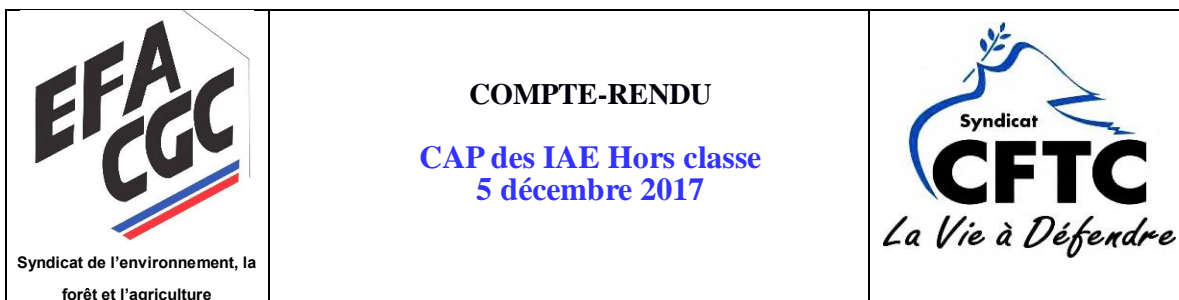 EFA
CGC
Syndicat de l'environnement, la
forêt et l'agriculture
COMPTE-RENDU
CAP des IAE Hors classe
5 décembre 2017
Syndicat
CFTC
La Vie à Défendre